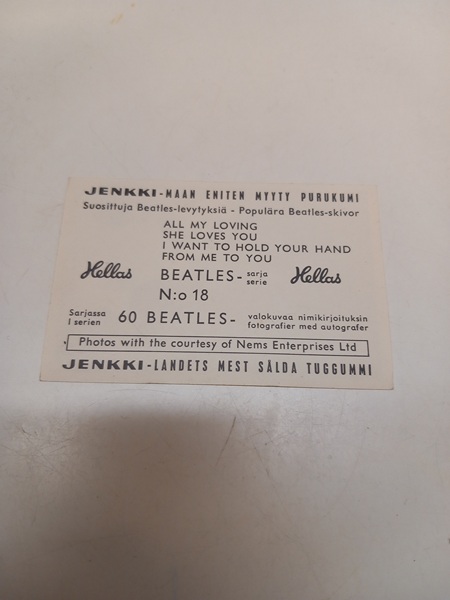 JENKKI-MAAN ENITEN MYYTY PURUKUMI
Suosittuja Beatles-levytyksiä - Populära Beatles-skivor
ALL MY LOVING
SHE LOVES YOU
I WANT TO HOLD YOUR HAND
FROM ME TO YOU
Hellas BEATLES- sarja serie Hellas
N:o 18
Sarjassa 60 BEATLES- valokuvaa nimikirjoituksin
I serien fotografier med autografer
Photos with the courtesy of Nems Enterprises Ltd
JENKKI-LANDETS MEST SÅLDA TUGGUMMI